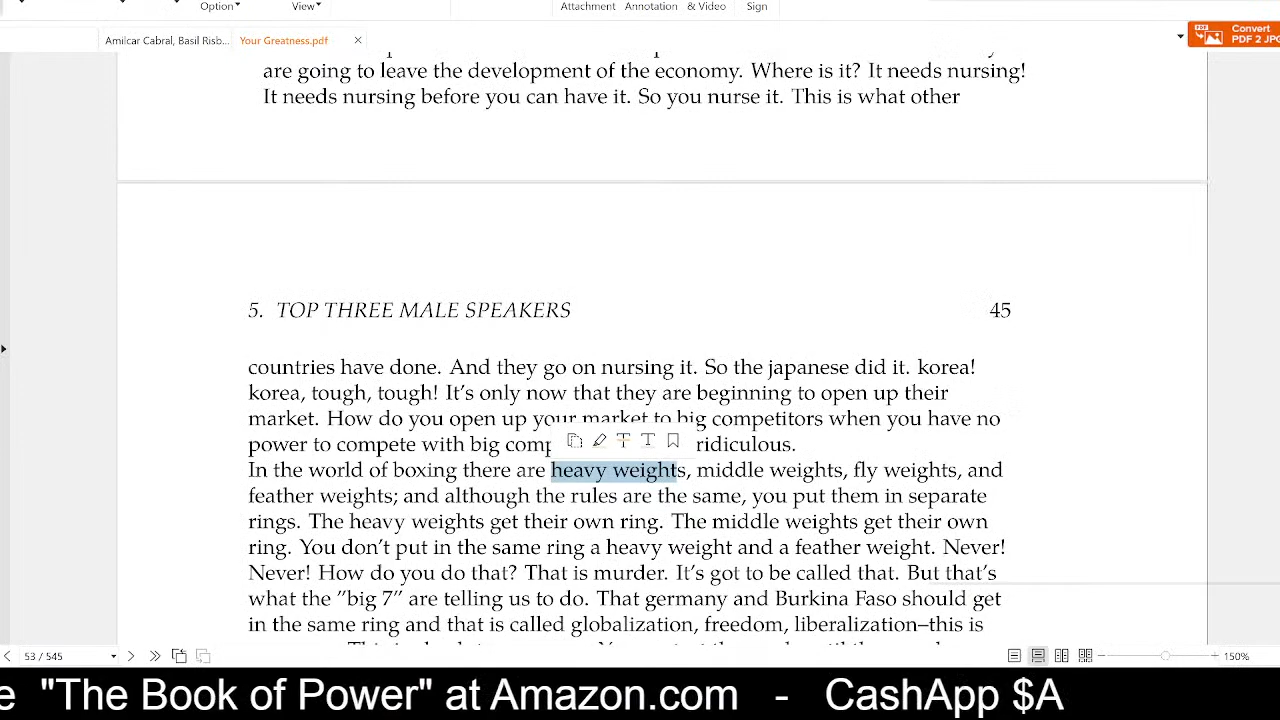 Option View Attachment Annotation & Video Sign
Amilcar Cabral, Basil Risb... Your Greatness.pdf
Convert
PDF 2 JPG
are going to leave the development of the economy. Where is it? It needs nursing!
It needs nursing before you can have it. So you nurse it. This is what other
5. TOP THREE MALE SPEAKERS 45
countries have done. And they go on nursing it. So the japanese did it. korea!
korea, tough, tough! It's only now that they are beginning to open up their
market. How do you open up your market to big competitors when you have no
power to compete with big comp ridiculous.
In the world of boxing there are heavy weights, middle weights, fly weights, and
feather weights; and although the rules are the same, you put them in separate
rings. The heavy weights get their own ring. The middle weights get their own
ring. You don't put in the same ring a heavy weight and a feather weight. Never!
Never! How do you do that? That is murder. It's got to be called that. But that's
what the "big 7" are telling us to do. That germany and Burkina Faso should get
in the same ring and that is called globalization, freedom, liberalization–this is
53 / 545 150%
e "The Book of Power" at Amazon.com - CashApp $A